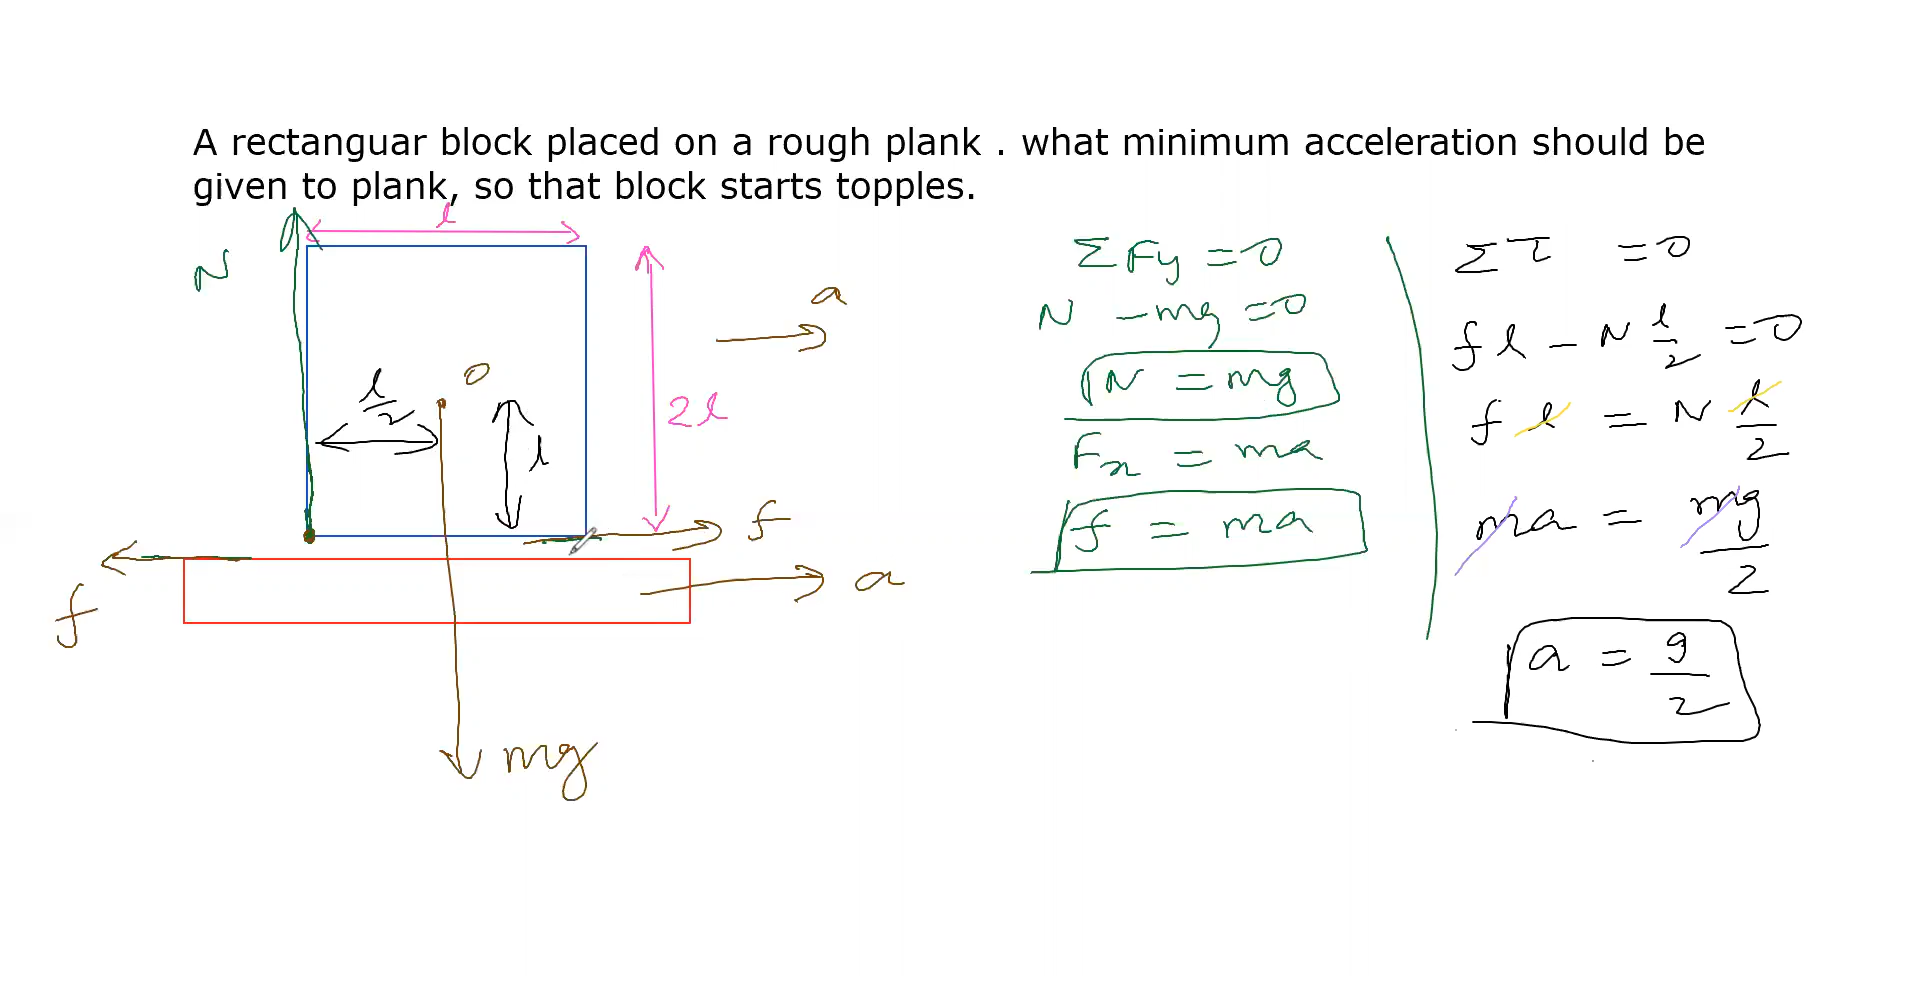 A rectanguar block placed on a rough plank . what minimum acceleration should be
given to plank, so that block starts topples.
l
N
a
O
l/2
l
2l
f
a
f
mg
ΣFy = 0
N - mg = 0
N = mg
Fx = ma
f = ma
Στ = 0
fl - N l/2 = 0
f l = N l/2
ma = mg/2
a = g/2